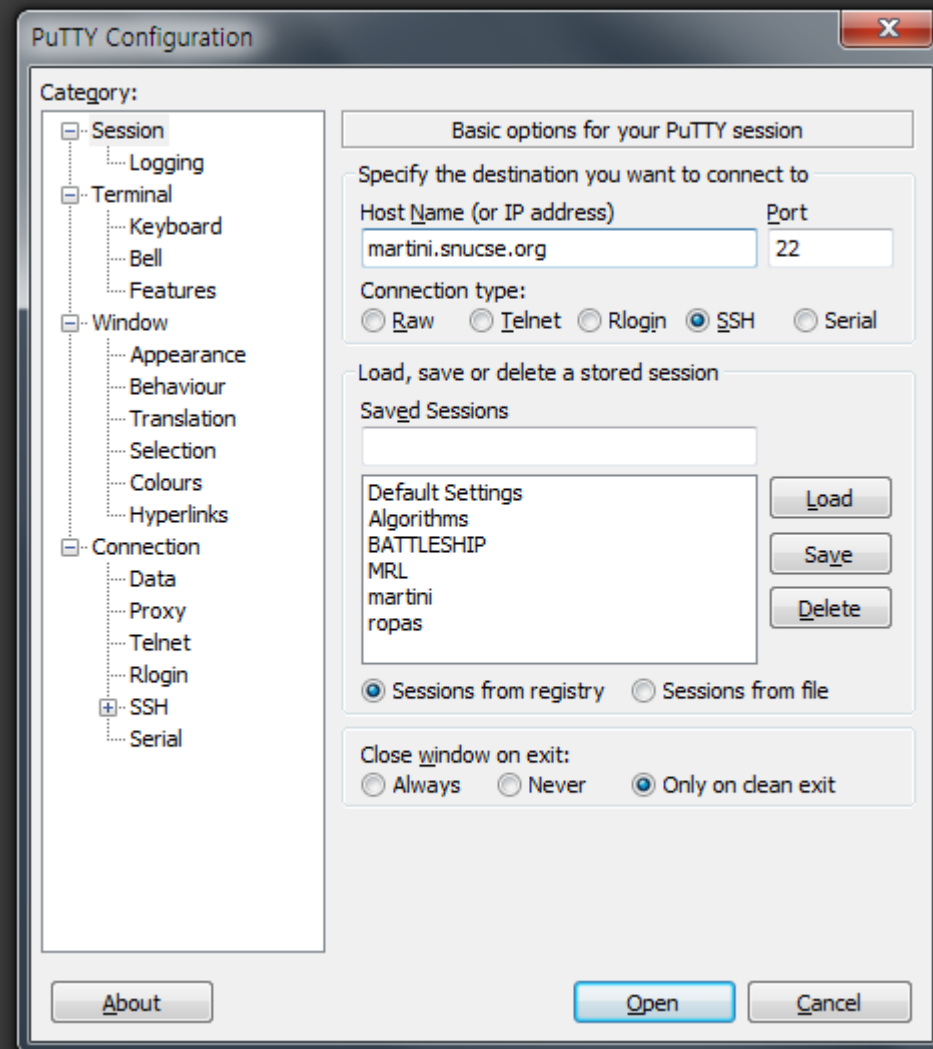 PuTTY Configuration
Category:
Session
Logging
Terminal
Keyboard
Bell
Features
Window
Appearance
Behaviour
Translation
Selection
Colours
Hyperlinks
Connection
Data
Proxy
Telnet
Rlogin
SSH
Serial
Basic options for your PuTTY session
Specify the destination you want to connect to
Host Name (or IP address) Port
martini.snucse.org 22
Connection type:
Raw Telnet Rlogin SSH Serial
Load, save or delete a stored session
Saved Sessions
Default Settings
Algorithms
BATTLESHIP
MRL
martini
ropas
Load
Save
Delete
Sessions from registry Sessions from file
Close window on exit:
Always Never Only on clean exit
About Open Cancel